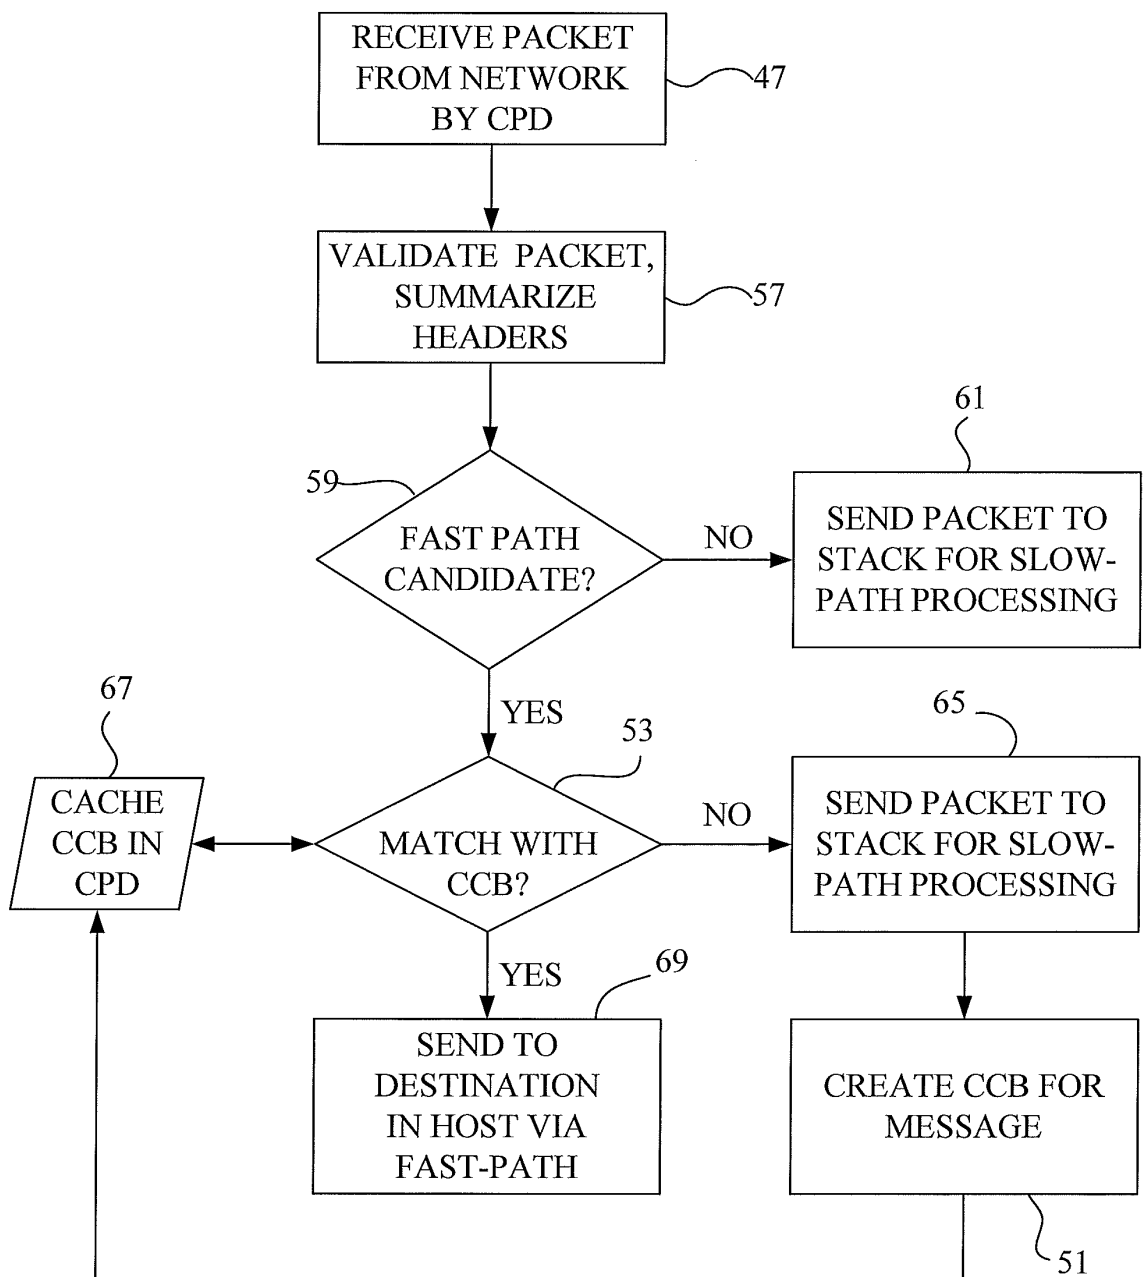 RECEIVE PACKET
FROM NETWORK
BY CPD
47
VALIDATE PACKET,
SUMMARIZE
HEADERS
57
59
FAST PATH
CANDIDATE?
NO
61
SEND PACKET TO
STACK FOR SLOW-
PATH PROCESSING
YES
67
CACHE
CCB IN
CPD
53
MATCH WITH
CCB?
NO
65
SEND PACKET TO
STACK FOR SLOW-
PATH PROCESSING
YES
69
SEND TO
DESTINATION
IN HOST VIA
FAST-PATH
CREATE CCB FOR
MESSAGE
51